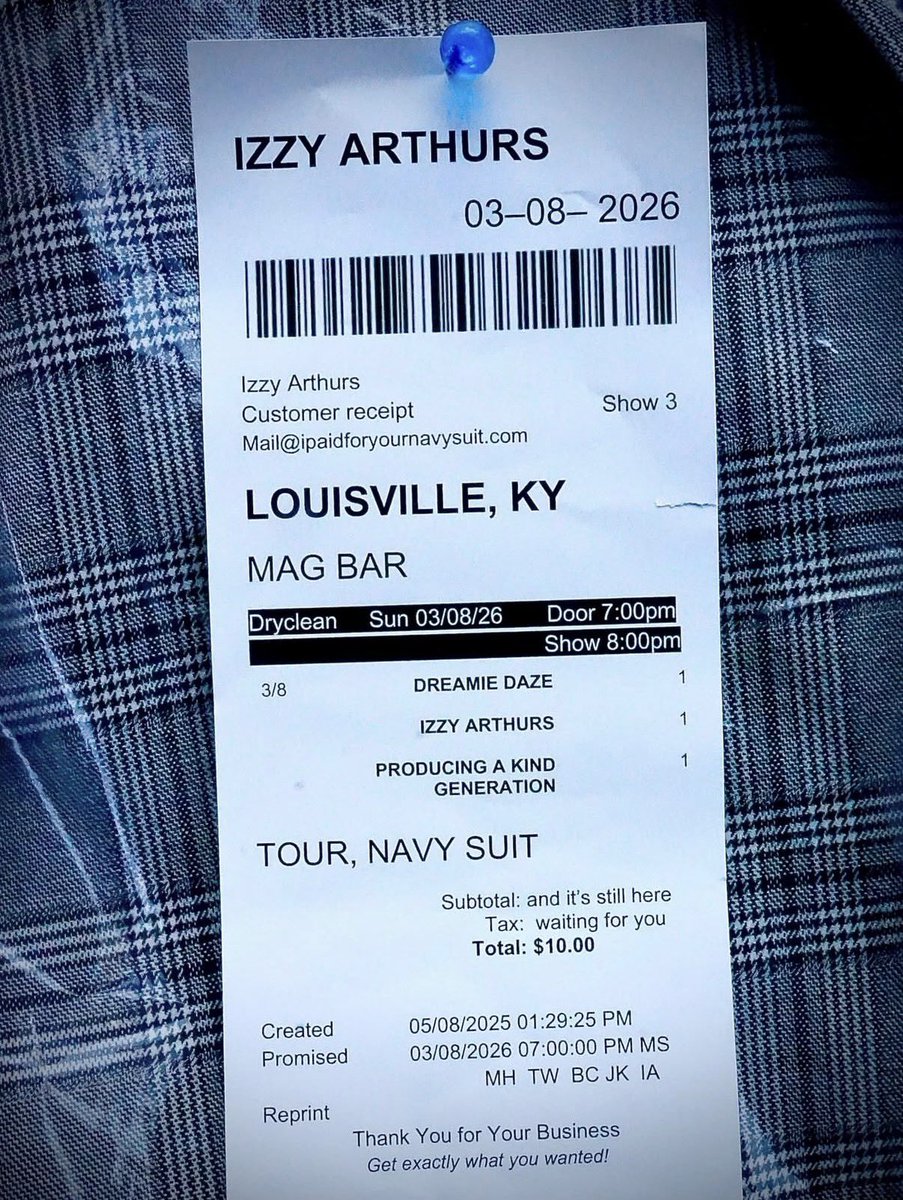 IZZY ARTHURS
03–08– 2026
Izzy Arthurs
Customer receipt
Show 3
Mail@ipaidforyournavysuit.com
LOUISVILLE, KY
MAG BAR
Dryclean Sun 03/08/26 Door 7:00pm
Show 8:00pm
3/8 DREAMIE DAZE 1
IZZY ARTHURS 1
PRODUCING A KIND 1
GENERATION
TOUR, NAVY SUIT
Subtotal: and it's still here
Tax: waiting for you
Total: $10.00
Created 05/08/2025 01:29:25 PM
Promised 03/08/2026 07:00:00 PM MS
MH TW BC JK IA
Reprint
Thank You for Your Business
Get exactly what you wanted!